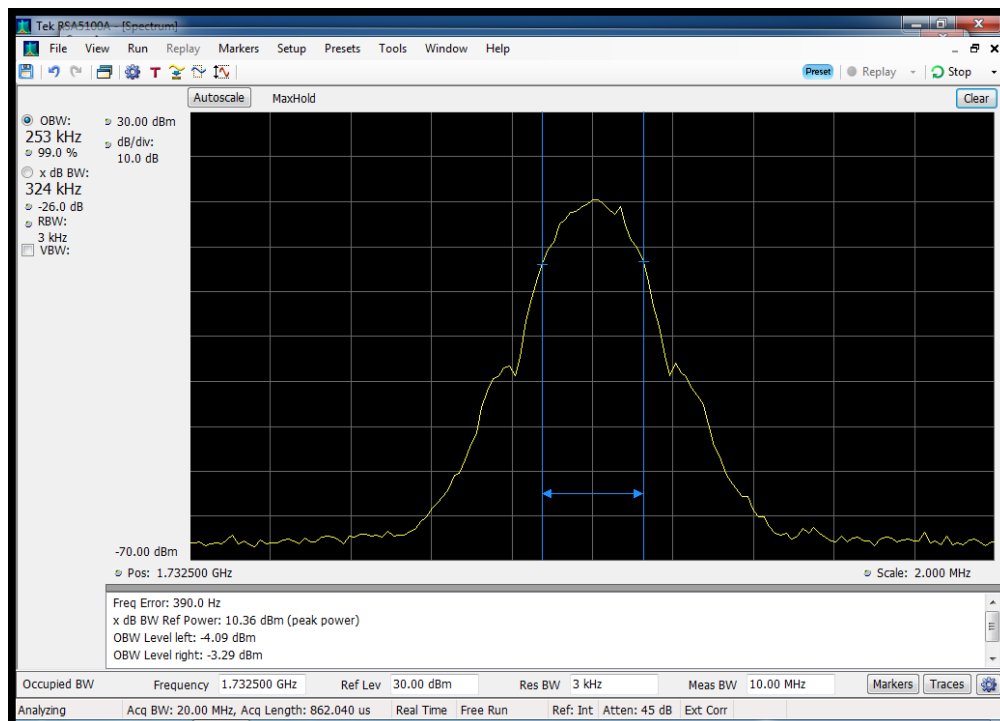 Tek RSA5100A - [Spectrum]
File View Run Replay Markers Setup Presets Tools Window Help
Preset Replay Stop
Autoscale MaxHold Clear
OBW:
253 kHz
99.0 %
x dB BW:
324 kHz
-26.0 dB
RBW:
3 kHz
VBW:
30.00 dBm
dB/div:
10.0 dB
-70.00 dBm
Pos: 1.732500 GHz Scale: 2.000 MHz
Freq Error: 390.0 Hz
x dB BW Ref Power: 10.36 dBm (peak power)
OBW Level left: -4.09 dBm
OBW Level right: -3.29 dBm
Occupied BW Frequency 1.732500 GHz Ref Lev 30.00 dBm Res BW 3 kHz Meas BW 10.00 MHz Markers Traces
Analyzing Acq BW: 20.00 MHz, Acq Length: 862.040 us Real Time Free Run Ref: Int Atten: 45 dB Ext Corr